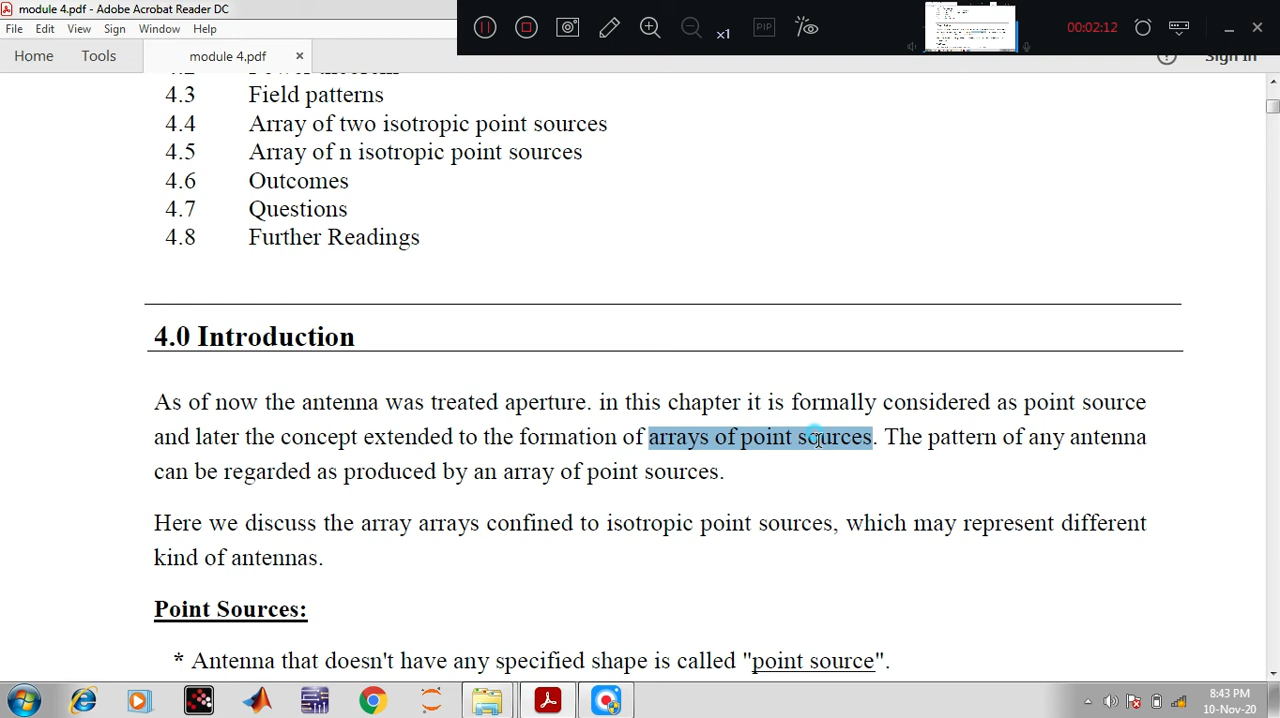 module 4.pdf - Adobe Acrobat Reader DC
File Edit View Sign Window Help
x1
PIP
00:02:12
Home Tools module 4.pdf × Sign In
4.2 Power theorem
4.3 Field patterns
4.4 Array of two isotropic point sources
4.5 Array of n isotropic point sources
4.6 Outcomes
4.7 Questions
4.8 Further Readings
4.0 Introduction
As of now the antenna was treated aperture. in this chapter it is formally considered as point source
and later the concept extended to the formation of arrays of point sources. The pattern of any antenna
can be regarded as produced by an array of point sources.
Here we discuss the array arrays confined to isotropic point sources, which may represent different
kind of antennas.
Point Sources:
* Antenna that doesn't have any specified shape is called "point source".
8:43 PM
10-Nov-20